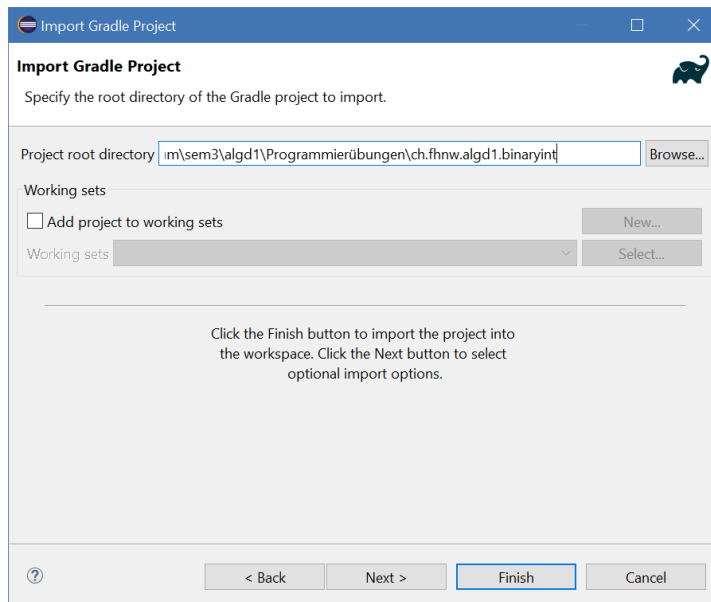 Import Gradle Project
Import Gradle Project
Specify the root directory of the Gradle project to import.
Project root directory m\sem3\algd1\Programmierübungen\ch.fhnw.algd1.binaryint Browse...
Working sets
Add project to working sets New...
Working sets Select...
Click the Finish button to import the project into
the workspace. Click the Next button to select
optional import options.
? < Back Next > Finish Cancel